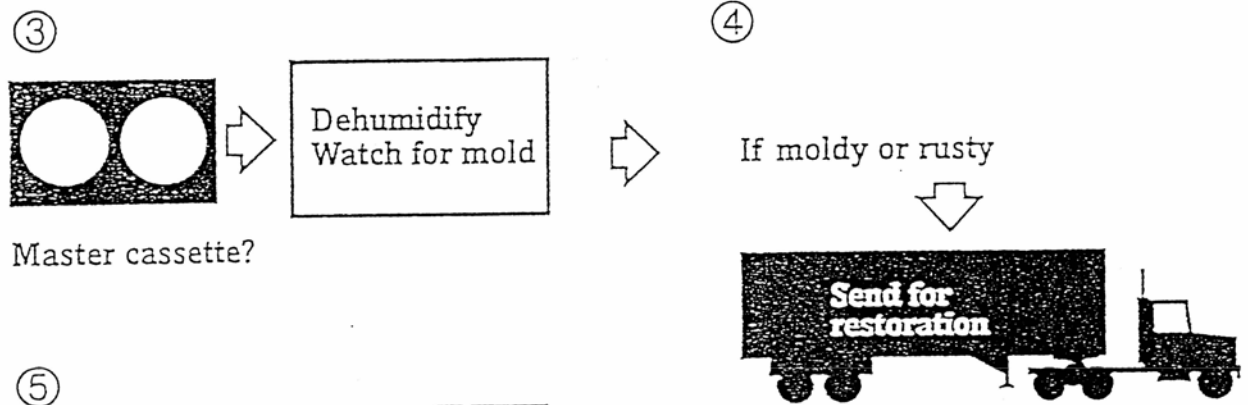 ③
④
Dehumidify
Watch for mold
If moldy or rusty
Master cassette?
Send for
restoration
⑤